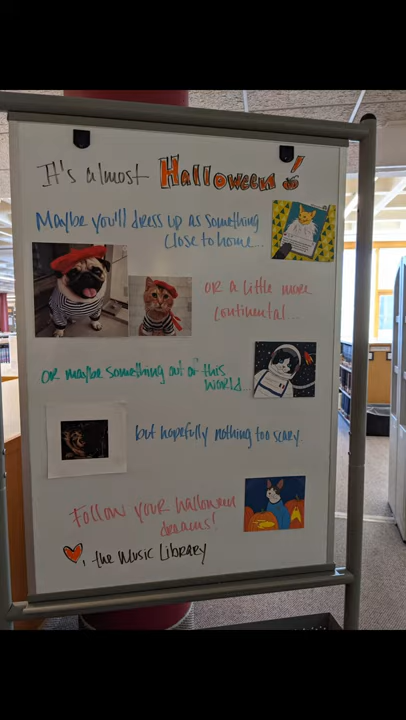 It's almost Halloween!
Maybe you'll dress up as something
close to home...
or a little more
continental...
or maybe something out of this
world...
but hopefully nothing too scary.
Follow your halloween
dreams!
, the Music Library